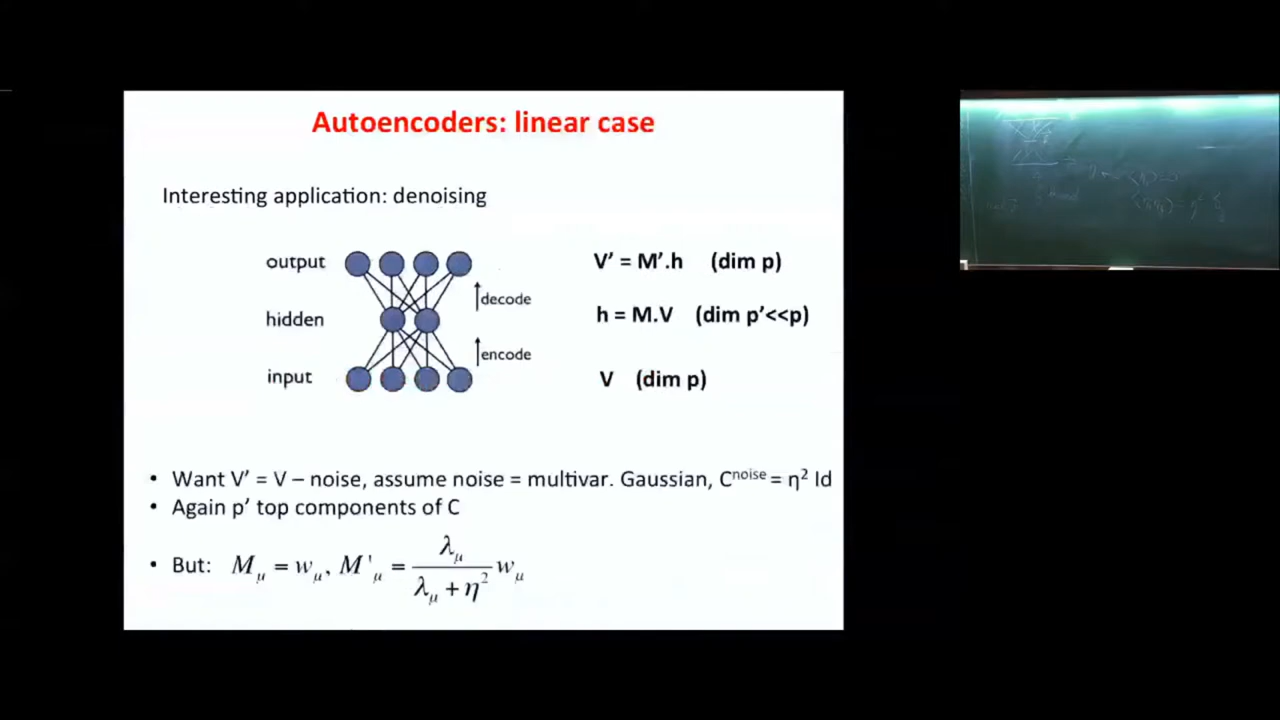 Autoencoders: linear case
Interesting application: denoising
output
V' = M'.h (dim p)
decode
hidden
h = M.V (dim p'<<p)
encode
input
V (dim p)
• Want V' = V – noise, assume noise = multivar. Gaussian, C^noise = η² Id
• Again p' top components of C
• But: M_μ = w_μ, M'_μ = λ_μ / (λ_μ + η²) w_μ